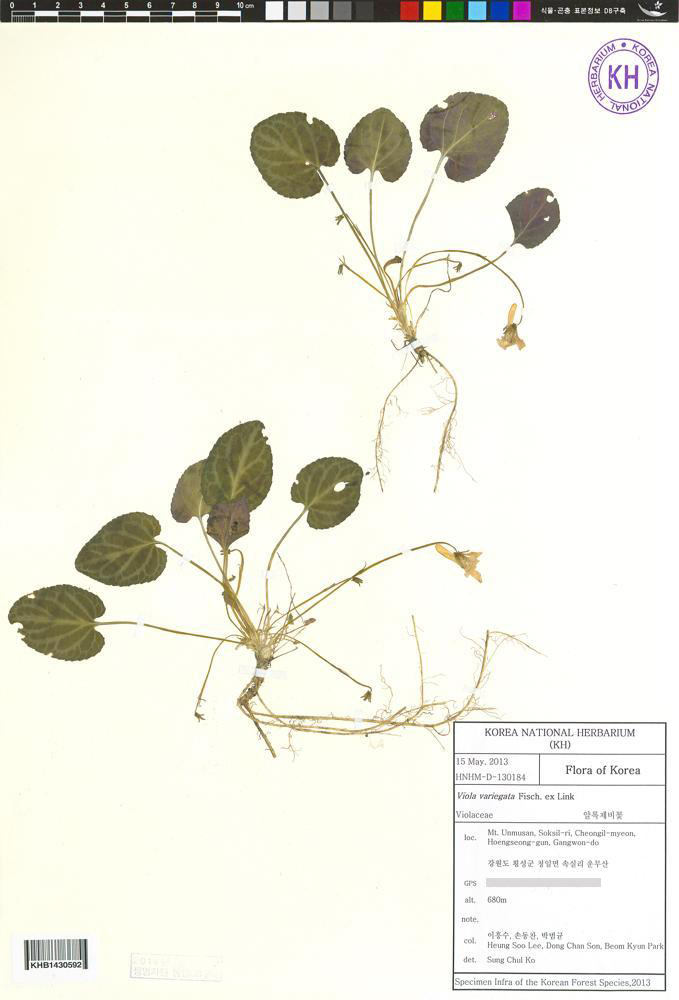 0 1 2 3 4 5 6 7 8 9 10 cm
식물·곤충 표본정보 DB구축
KOREA NATIONAL HERBARIUM
KH
KOREA NATIONAL HERBARIUM
(KH)
15 May. 2013
HNHM-D-130184
Flora of Korea
Viola variegata Fisch. ex Link
Violaceae 알록제비꽃
loc. Mt. Unmusan, Soksil-ri, Cheongil-myeon,
Hoengseong-gun, Gangwon-do
강원도 횡성군 청일면 속실리 운무산
GPS
alt. 680m
note.
col. 이흥수, 손동찬, 박범균
Heung Soo Lee, Dong Chan Son, Beom Kyun Park
det. Sung Chul Ko
Specimen Infra of the Korean Forest Species,2013
KHB1430592